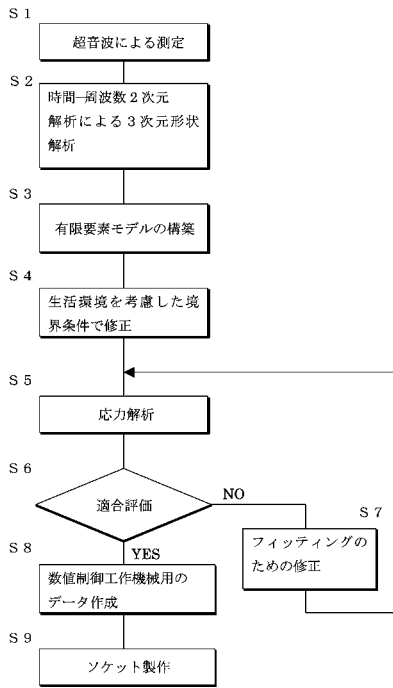 Ｓ１
超音波による測定
Ｓ２
時間—周波数２次元
解析による３次元形状
解析
Ｓ３
有限要素モデルの構築
Ｓ４
生活環境を考慮した境
界条件で修正
Ｓ５
応力解析
Ｓ６
適合評価
NO
Ｓ７
フィッティングの
ための修正
YES
Ｓ８
数値制御工作機械用の
データ作成
Ｓ９
ソケット製作